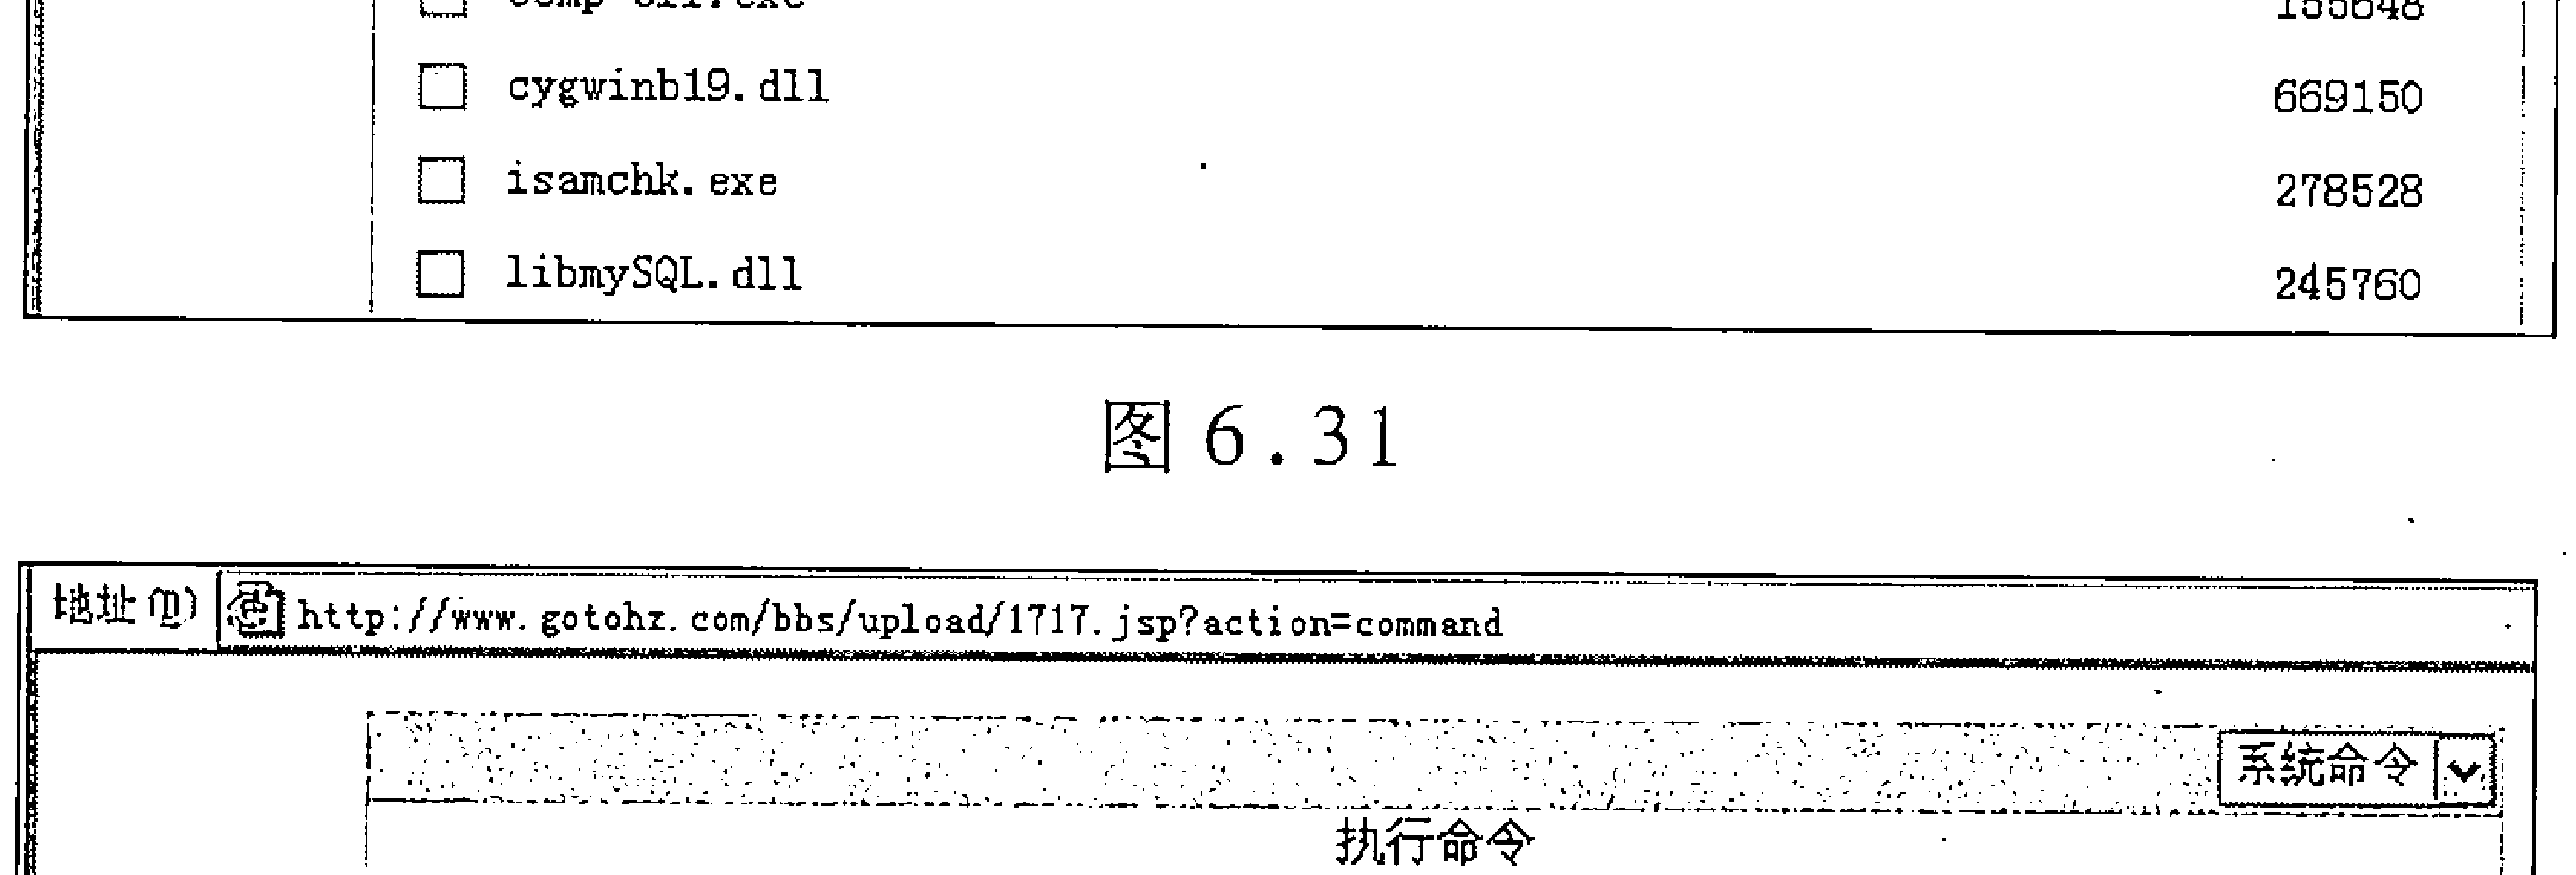 cygwinb19.dll 669150
isamchk.exe 278528
libmySQL.dll 245760
图 6.31
地址(D) http://www.gotohz.com/bbs/upload/1717.jsp?action=command
系统命令
执行命令